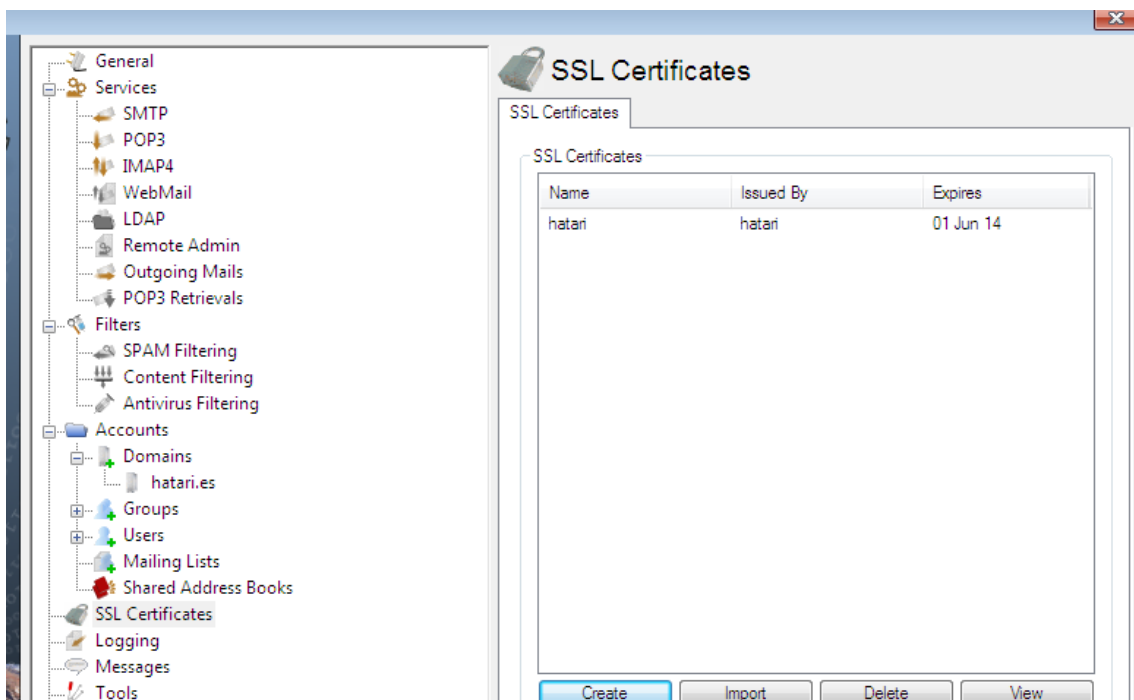 General
Services
SMTP
POP3
IMAP4
WebMail
LDAP
Remote Admin
Outgoing Mails
POP3 Retrievals
Filters
SPAM Filtering
Content Filtering
Antivirus Filtering
Accounts
Domains
hatari.es
Groups
Users
Mailing Lists
Shared Address Books
SSL Certificates
Logging
Messages
Tools
SSL Certificates
SSL Certificates
SSL Certificates
Name Issued By Expires
hatari hatari 01 Jun 14
Create Import Delete View